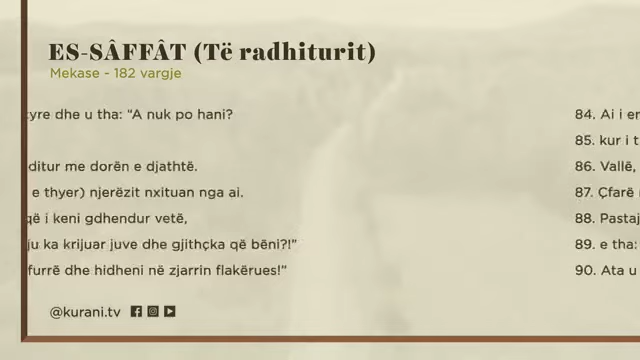 ES-SÂFFÂT (Të radhiturit)
Mekase - 182 vargje
tyre dhe u tha: “A nuk po hani?
ditur me dorën e djathtë.
e thyer) njerëzit nxituan nga ai.
që i keni gdhendur vetë,
ju ka krijuar juve dhe gjithçka që bëni?!”
furrë dhe hidheni në zjarrin flakërues!”
84. Ai i
85. kur i
86. Vallë,
87. Çfarë
88. Pastaj
89. e tha:
90. Ata u
@kurani.tv